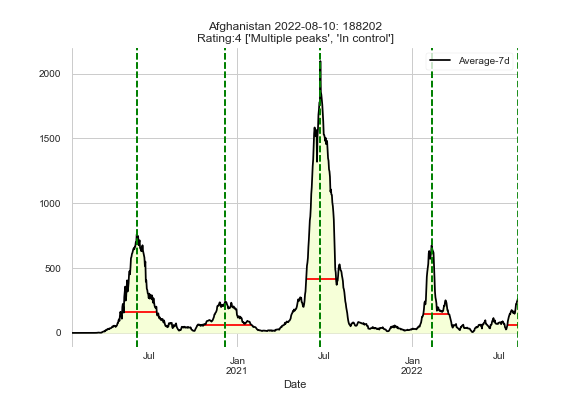 Afghanistan 2022-08-10: 188202
Rating:4 ['Multiple peaks', 'In control']
Average-7d
2000
1500
1000
500
0
Jul
Jan
2021
Jul
Jan
2022
Jul
Date